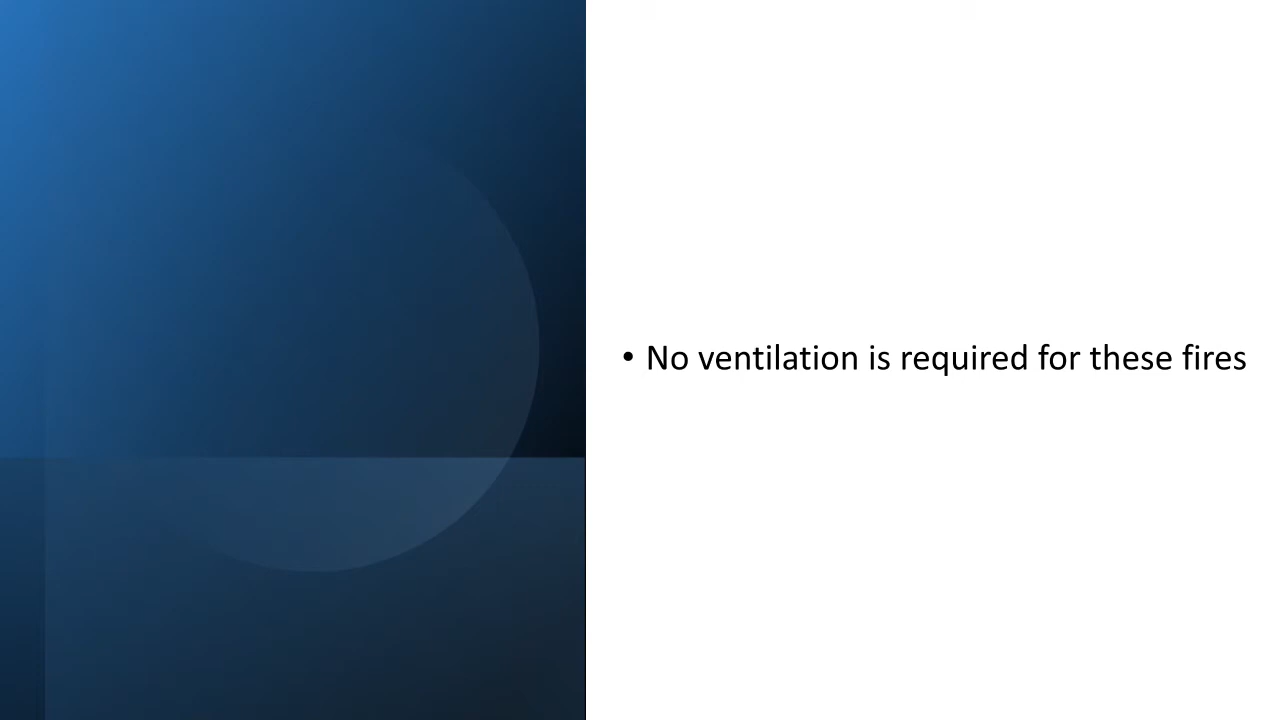 • No ventilation is required for these fires